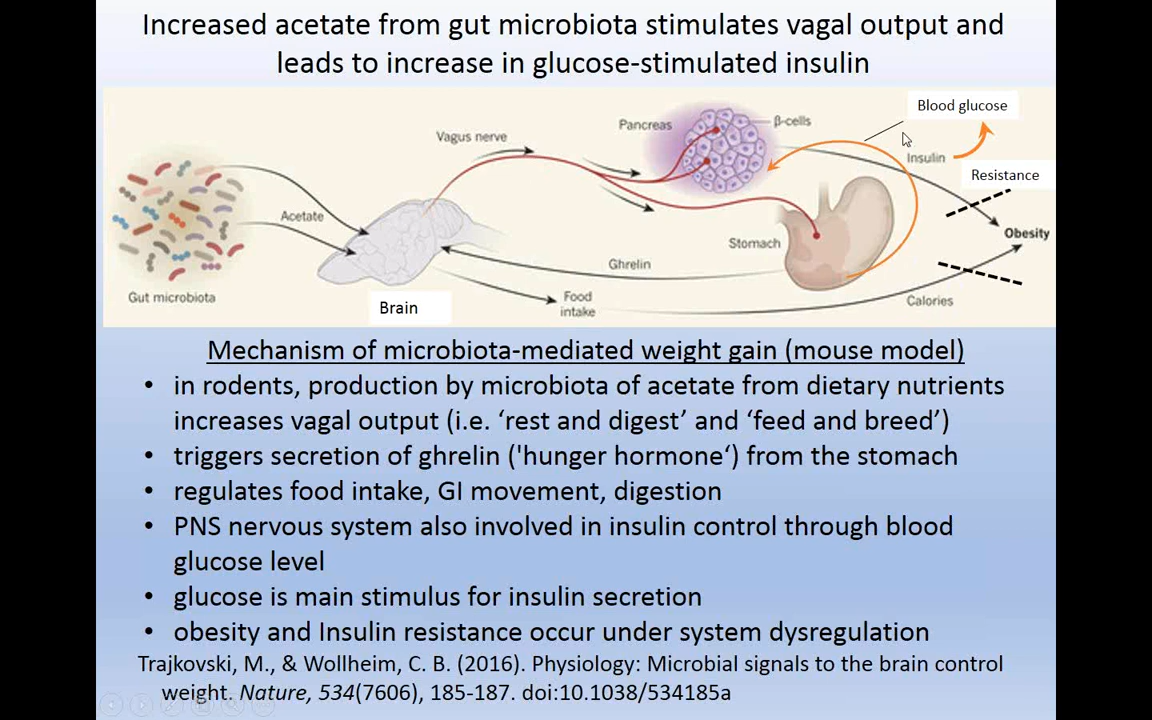 Increased acetate from gut microbiota stimulates vagal output and
leads to increase in glucose-stimulated insulin
Blood glucose
Pancreas
β-cells
Vagus nerve
Insulin
Resistance
Acetate
Obesity
Stomach
Ghrelin
Gut microbiota
Brain
Food
intake
Calories
Mechanism of microbiota-mediated weight gain (mouse model)
• in rodents, production by microbiota of acetate from dietary nutrients
increases vagal output (i.e. ‘rest and digest’ and ‘feed and breed’)
• triggers secretion of ghrelin ('hunger hormone‘) from the stomach
• regulates food intake, GI movement, digestion
• PNS nervous system also involved in insulin control through blood
glucose level
• glucose is main stimulus for insulin secretion
• obesity and Insulin resistance occur under system dysregulation
Trajkovski, M., & Wollheim, C. B. (2016). Physiology: Microbial signals to the brain control
weight. Nature, 534(7606), 185-187. doi:10.1038/534185a